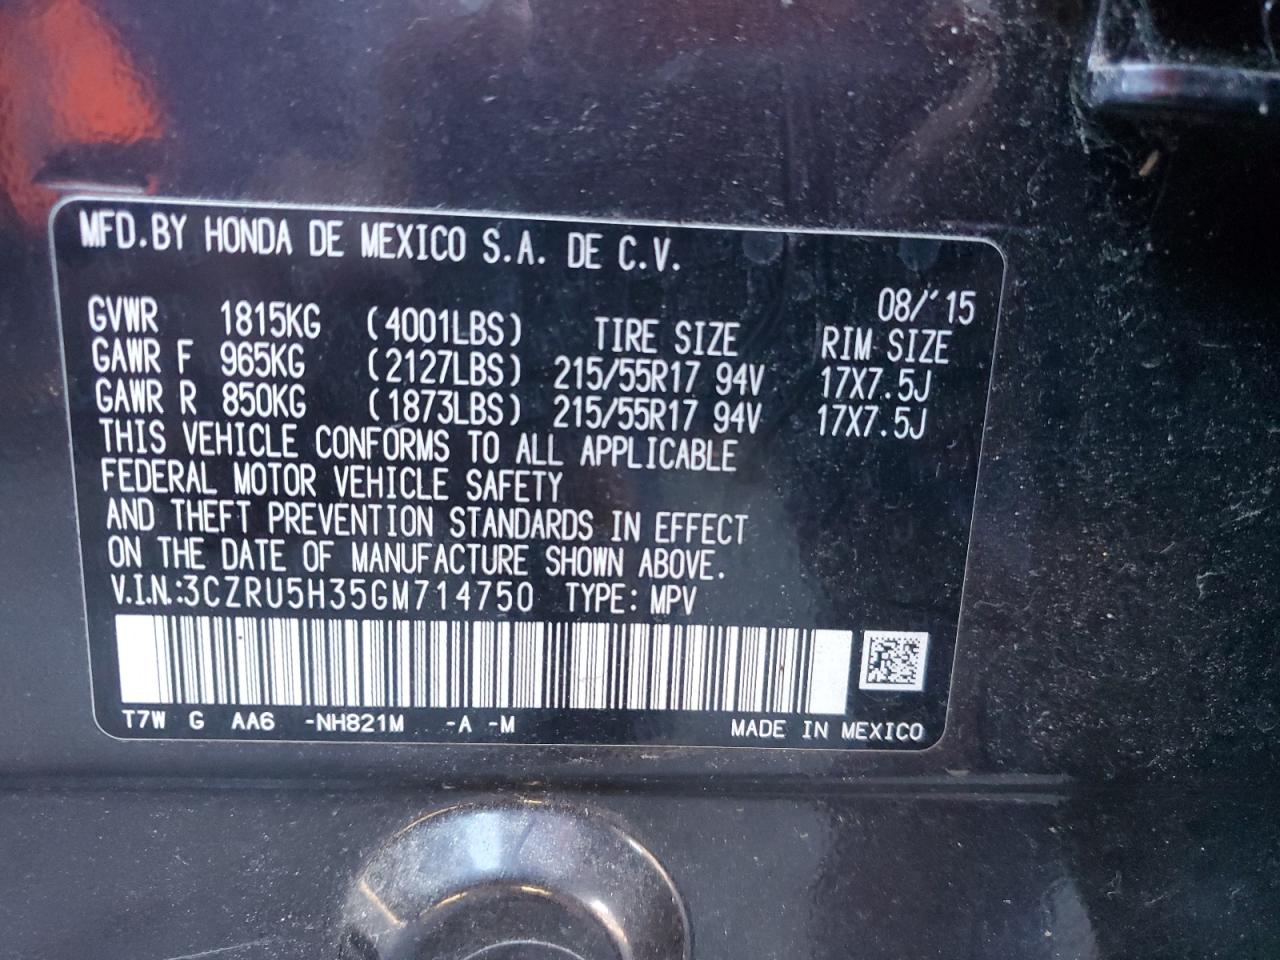 MFD.BY HONDA DE MEXICO S.A. DE C.V.
08/'15
GVWR 1815KG (4001LBS) TIRE SIZE RIM SIZE
GAWR F 965KG (2127LBS) 215/55R17 94V 17X7.5J
GAWR R 850KG (1873LBS) 215/55R17 94V 17X7.5J
THIS VEHICLE CONFORMS TO ALL APPLICABLE
FEDERAL MOTOR VEHICLE SAFETY
AND THEFT PREVENTION STANDARDS IN EFFECT
ON THE DATE OF MANUFACTURE SHOWN ABOVE.
V.I.N.:3CZRU5H35GM714750 TYPE: MPV
T7W G AA6 -NH821M -A -M MADE IN MEXICO